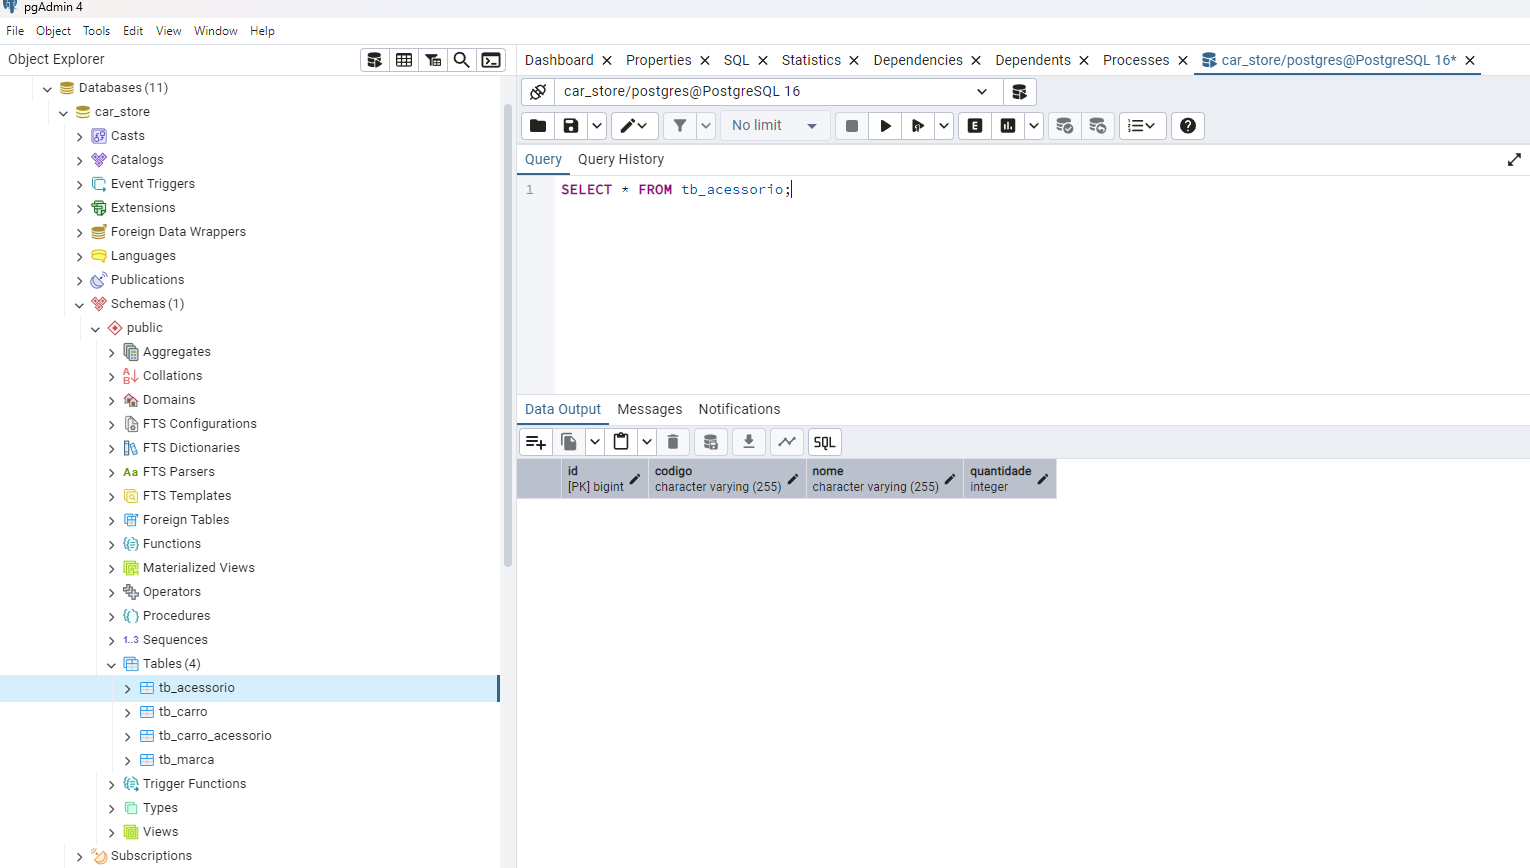 pgAdmin 4
File Object Tools Edit View Window Help
Object Explorer
Databases (11)
car_store
Casts
Catalogs
Event Triggers
Extensions
Foreign Data Wrappers
Languages
Publications
Schemas (1)
public
Aggregates
Collations
Domains
FTS Configurations
FTS Dictionaries
Aa FTS Parsers
FTS Templates
Foreign Tables
Functions
Materialized Views
Operators
Procedures
1..3 Sequences
Tables (4)
tb_acessorio
tb_carro
tb_carro_acessorio
tb_marca
Trigger Functions
Types
Views
Subscriptions
Dashboard Properties SQL Statistics Dependencies Dependents Processes car_store/postgres@PostgreSQL 16*
car_store/postgres@PostgreSQL 16
No limit E
Query Query History
1 SELECT * FROM tb_acessorio;
Data Output Messages Notifications
SQL
id codigo nome quantidade
[PK] bigint character varying (255) character varying (255) integer